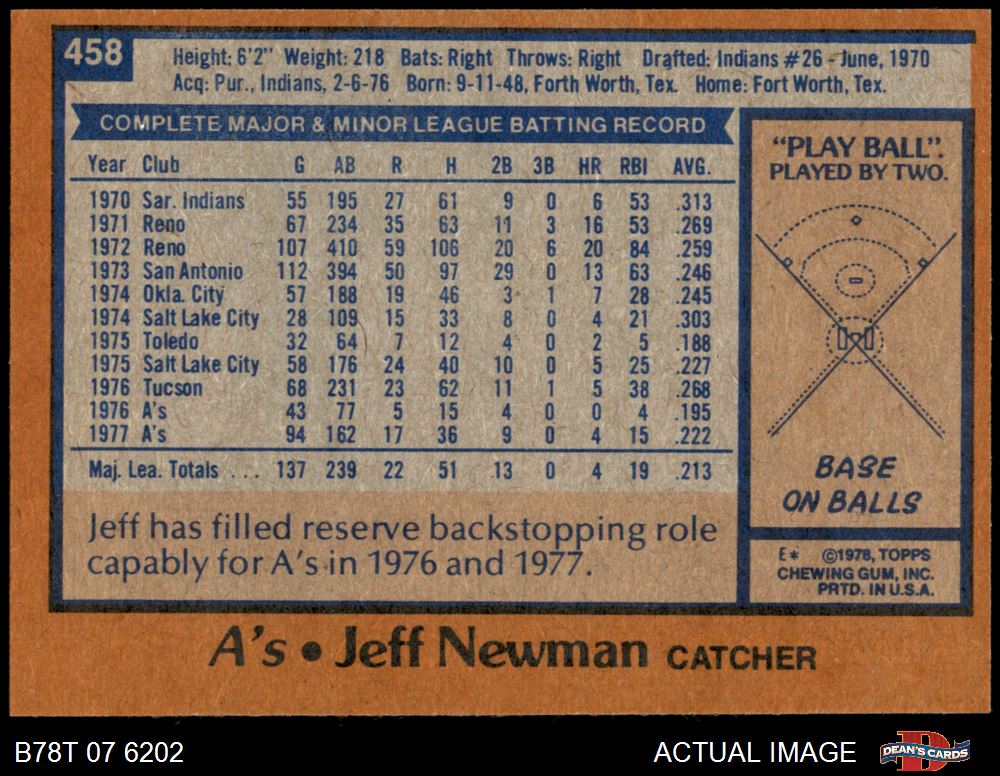 458
Height: 6'2" Weight: 218 Bats: Right Throws: Right Drafted: Indians #26 - June, 1970
Acq: Pur., Indians, 2-6-76 Born: 9-11-48, Forth Worth, Tex. Home: Fort Worth, Tex.
COMPLETE MAJOR & MINOR LEAGUE BATTING RECORD
Year Club G AB R H 2B 3B HR RBI AVG.
1970 Sar. Indians 55 195 27 61 9 0 6 53 .313
1971 Reno 67 234 35 63 11 3 16 53 .269
1972 Reno 107 410 59 106 20 6 20 84 .259
1973 San Antonio 112 394 50 97 29 0 13 63 .246
1974 Okla. City 57 188 19 46 3 1 7 28 .245
1974 Salt Lake City 28 109 15 33 8 0 4 21 .303
1975 Toledo 32 64 7 12 4 0 2 5 .188
1975 Salt Lake City 58 176 24 40 10 0 5 25 .227
1976 Tucson 68 231 23 62 11 1 5 38 .268
1976 A's 43 77 5 15 4 0 0 4 .195
1977 A's 94 162 17 36 9 0 4 15 .222
Maj. Lea. Totals . . . 137 239 22 51 13 0 4 19 .213
Jeff has filled reserve backstopping role
capably for A's in 1976 and 1977.
"PLAY BALL".
PLAYED BY TWO.
BASE
ON BALLS
E* ©1978, TOPPS
CHEWING GUM, INC.
PRTD. IN U.S.A.
A's • Jeff Newman CATCHER
B78T 07 6202
ACTUAL IMAGE
DEAN'S CARDS